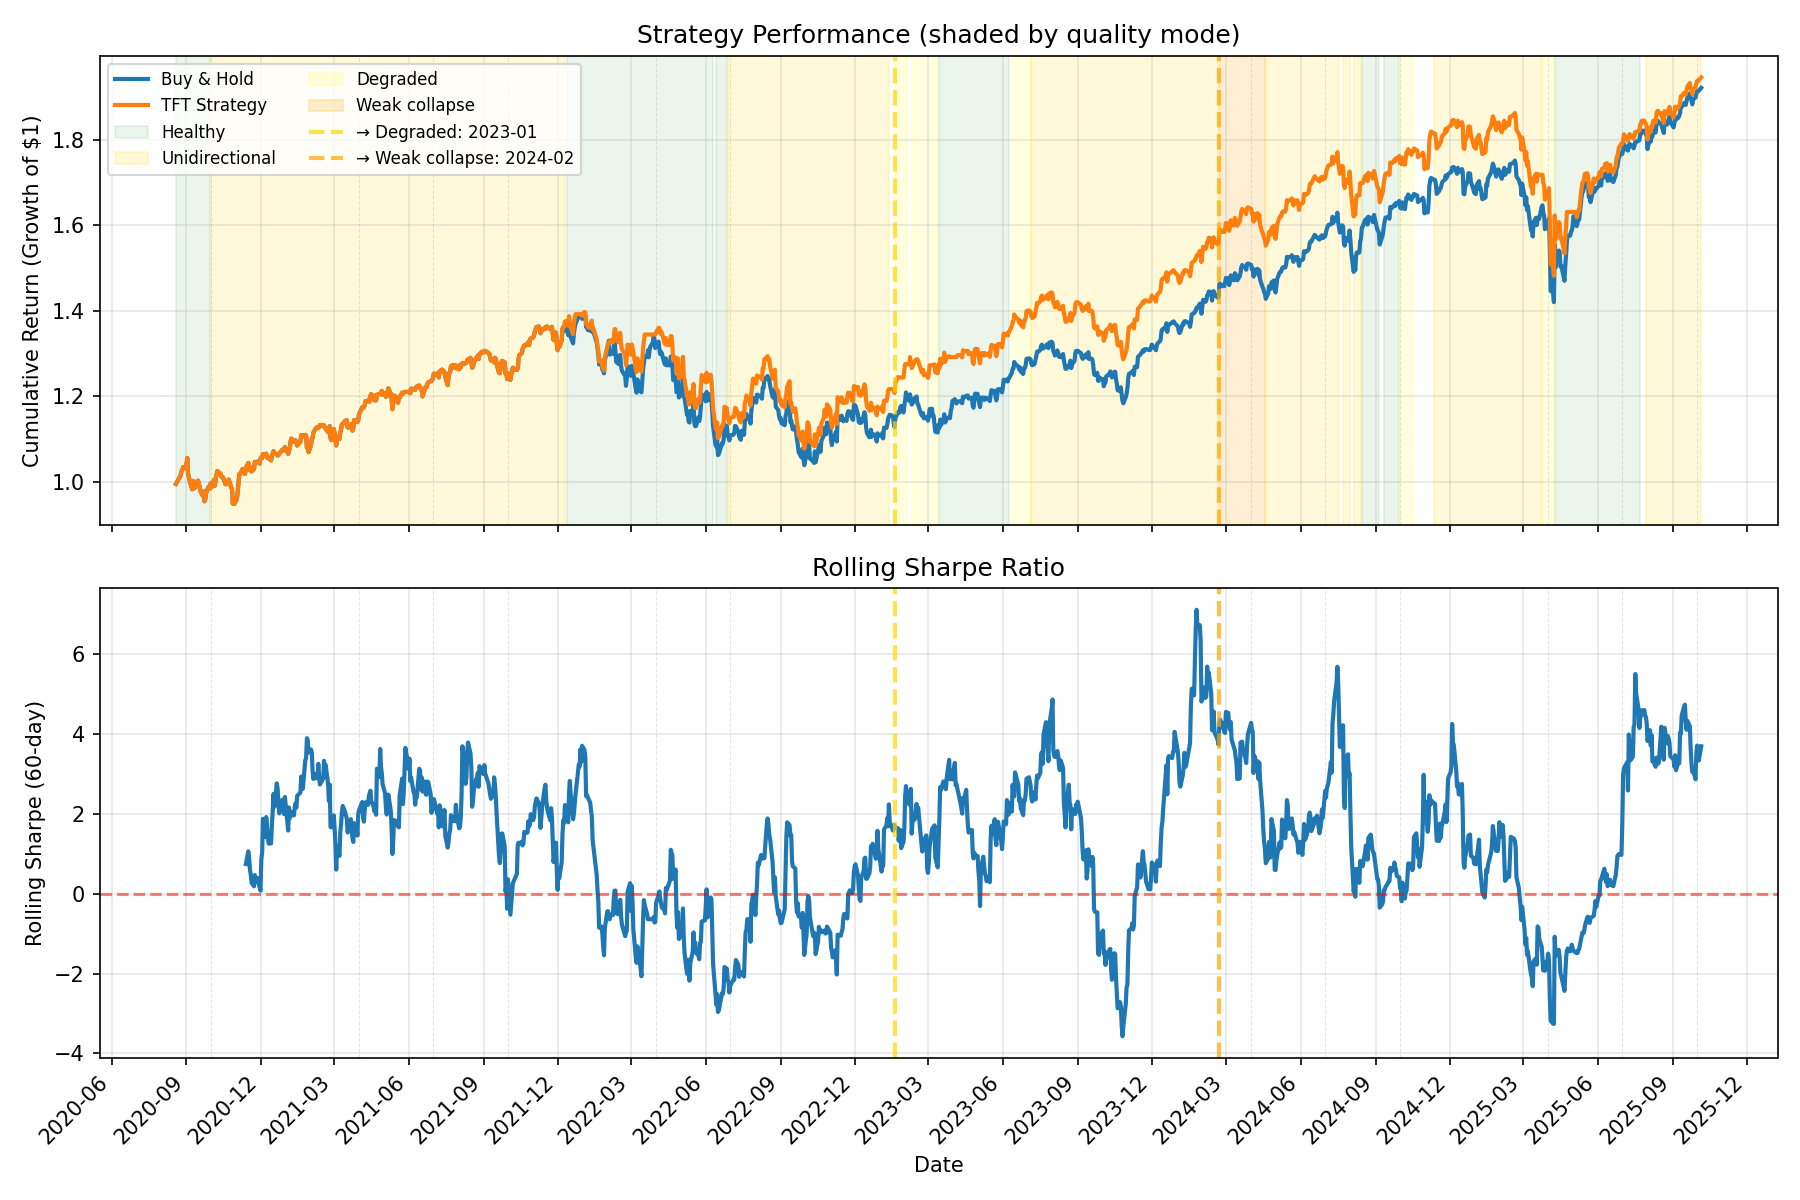 Strategy Performance (shaded by quality mode)
Cumulative Return (Growth of $1)
1.8
1.6
1.4
1.2
1.0
Buy & Hold
TFT Strategy
Healthy
Unidirectional
Degraded
Weak collapse
→ Degraded: 2023-01
→ Weak collapse: 2024-02
Rolling Sharpe Ratio
Rolling Sharpe (60-day)
6
4
2
0
−2
−4
2020-06
2020-09
2020-12
2021-03
2021-06
2021-09
2021-12
2022-03
2022-06
2022-09
2022-12
2023-03
2023-06
2023-09
2023-12
2024-03
2024-06
2024-09
2024-12
2025-03
2025-06
2025-09
2025-12
Date